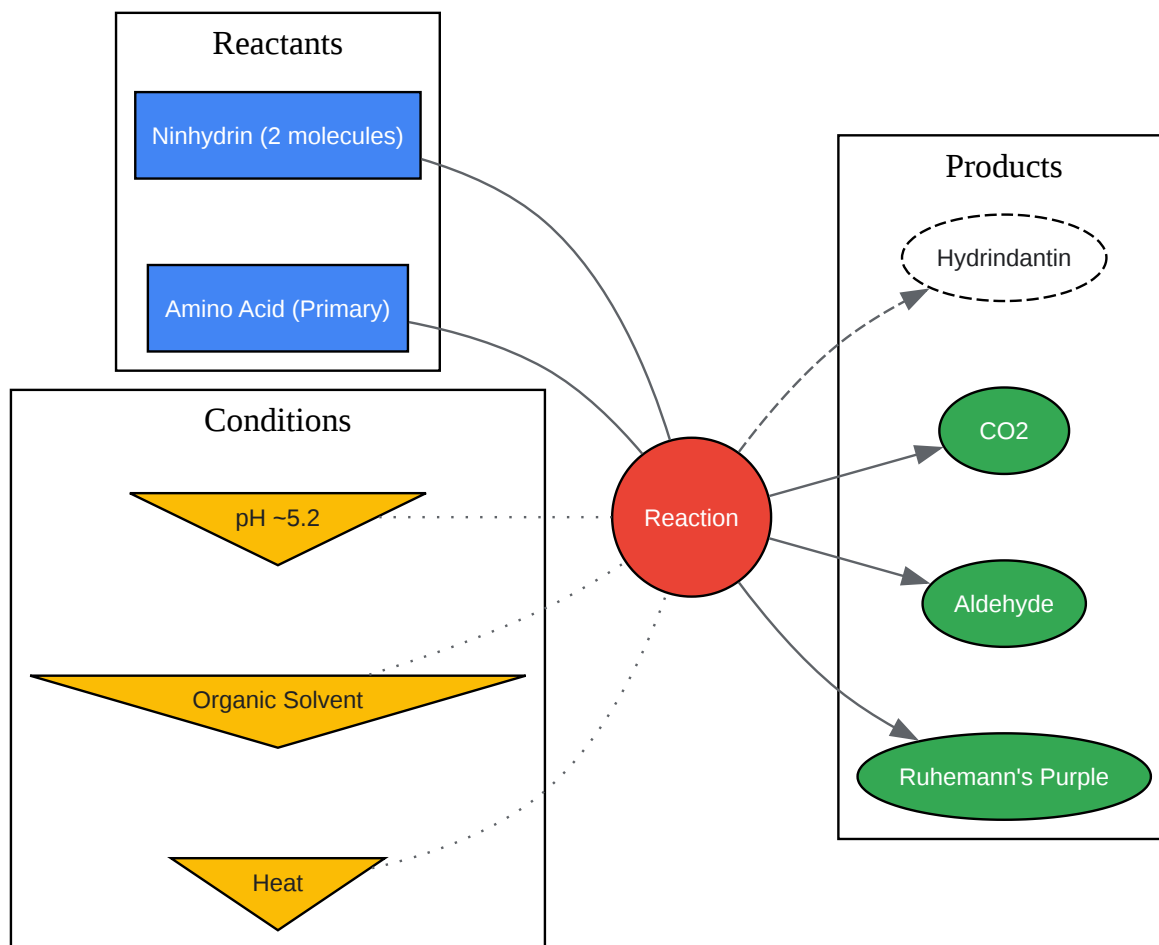 Reactants
Ninhydrin (2 molecules)
Amino Acid (Primary)
Conditions
pH ~5.2
Organic Solvent
Heat
Reaction
Products
Hydrindantin
CO2
Aldehyde
Ruhemann's Purple